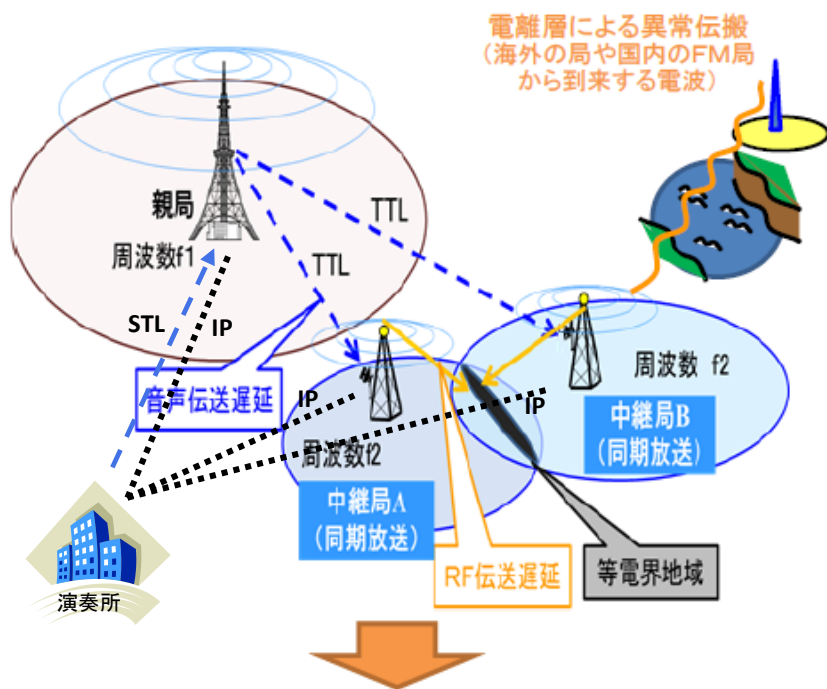 電離層による異常伝搬
(海外の局や国内のFM局
から到来する電波)
親局
周波数f1
TTL
TTL
STL
IP
音声伝送遅延
IP
IP
周波数 f2
中継局B
(同期放送)
周波数f2
中継局A
(同期放送)
RF伝送遅延
等電界地域
演奏所